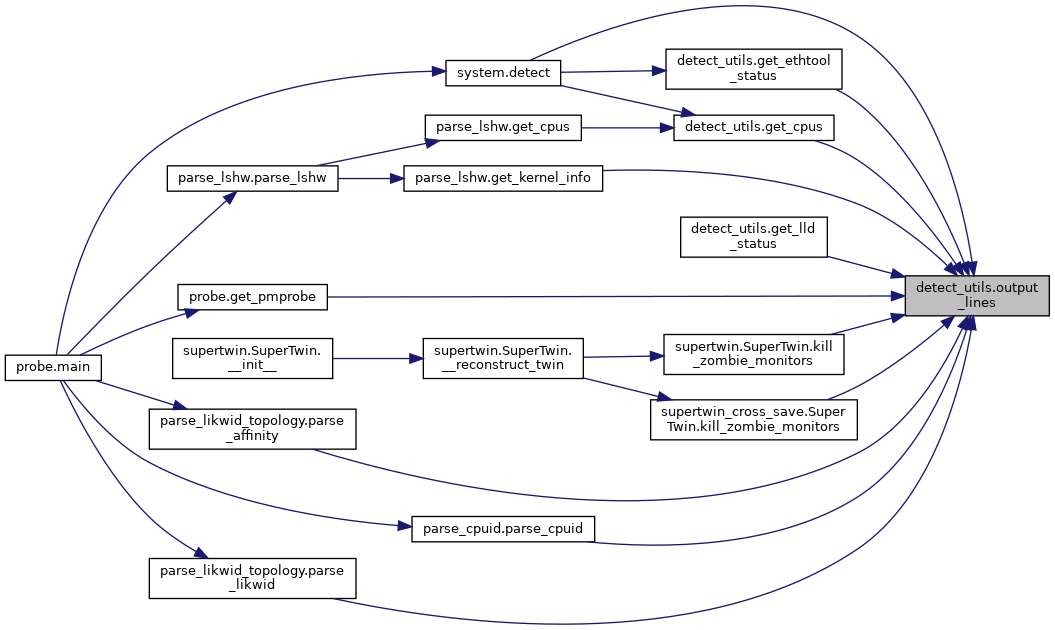 system.detect
detect_utils.get_ethtool
_status
parse_lshw.get_cpus
detect_utils.get_cpus
parse_lshw.parse_lshw
parse_lshw.get_kernel_info
detect_utils.get_lld
_status
detect_utils.output
_lines
probe.get_pmprobe
probe.main
supertwin.SuperTwin.
__init__
supertwin.SuperTwin.
__reconstruct_twin
supertwin.SuperTwin.kill
_zombie_monitors
supertwin_cross_save.Super
Twin.kill_zombie_monitors
parse_likwid_topology.parse
_affinity
parse_cpuid.parse_cpuid
parse_likwid_topology.parse
_likwid